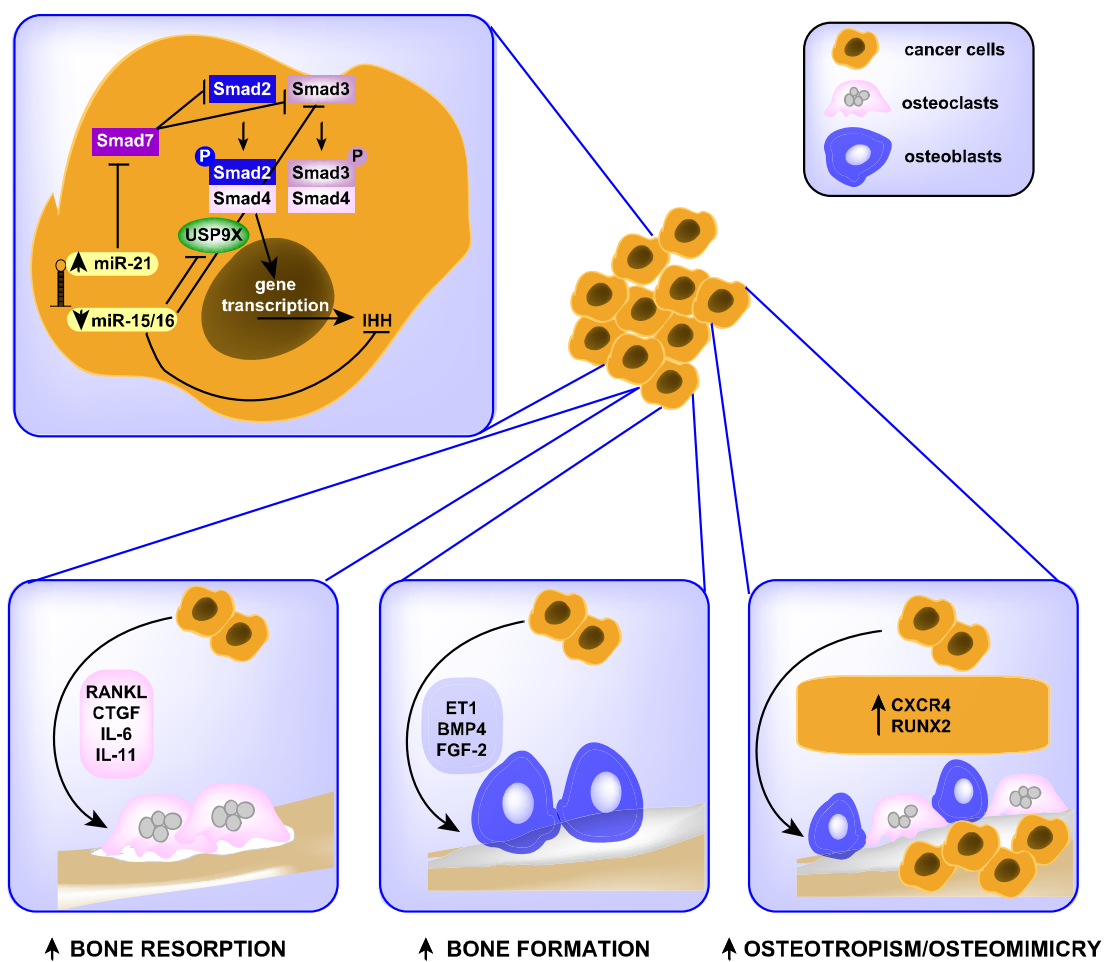 cancer cells
osteoclasts
osteoblasts
Smad2
Smad3
Smad7
P
P
Smad2
Smad3
Smad4
Smad4
USP9X
miR-21
gene
transcription
miR-15/16
IHH
RANKL
CTGF
IL-6
IL-11
ET1
BMP4
FGF-2
CXCR4
RUNX2
BONE RESORPTION
BONE FORMATION
OSTEOTROPISM/OSTEOMIMICRY